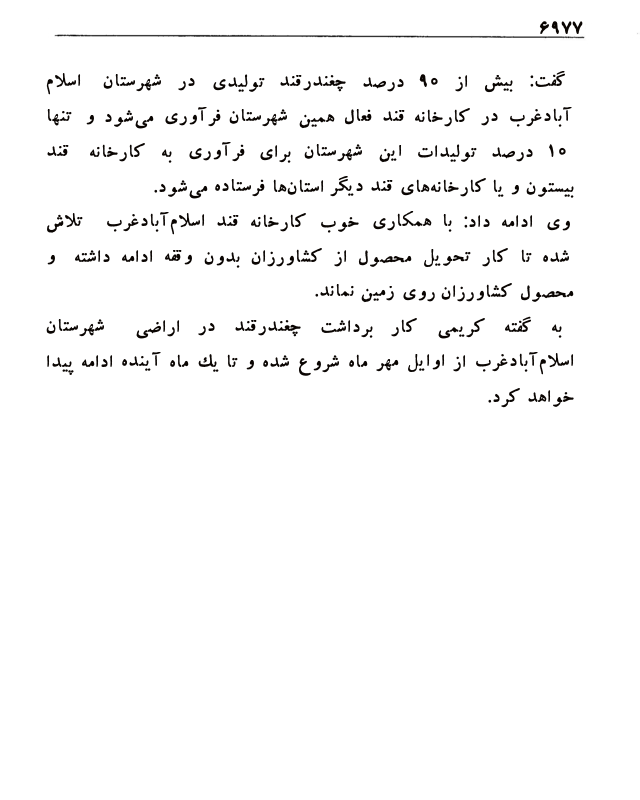 ۶۹۷۷
گفت: بیش از ۹۰ درصد چغندرقند تولیدی در شهرستان اسلام
آبادغرب در کارخانه قند فعال همین شهرستان فرآوری می‌شود و تنها
۱۰ درصد تولیدات این شهرستان برای فرآوری به کارخانه قند
بیستون و یا کارخانه‌های قند دیگر استان‌ها فرستاده می‌شود.
وی ادامه داد: با همکاری خوب کارخانه قند اسلام‌آبادغرب تلاش
شده تا کار تحویل محصول از کشاورزان بدون وقفه ادامه داشته و
محصول کشاورزان روی زمین نماند.
به گفته کریمی کار برداشت چغندرقند در اراضی شهرستان
اسلام‌آبادغرب از اوایل مهر ماه شروع شده و تا یك ماه آینده ادامه پیدا
خواهد کرد.